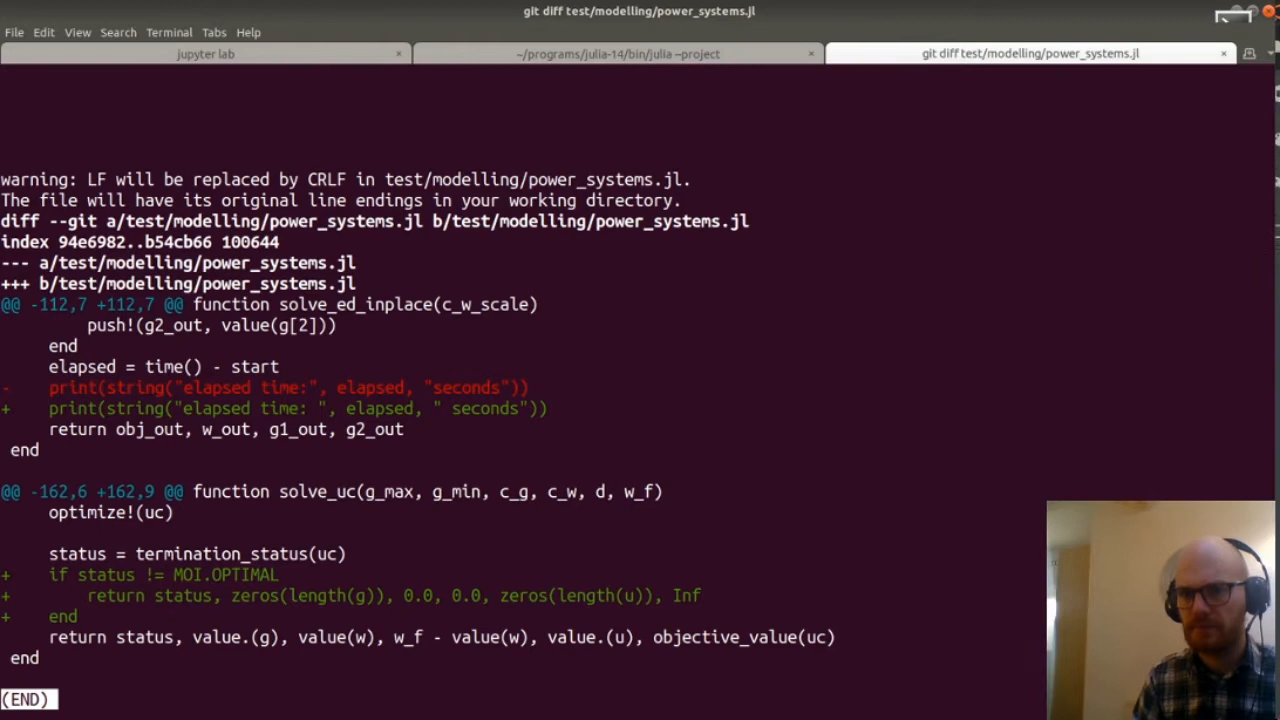 git diff test/modelling/power_systems.jl
File Edit View Search Terminal Tabs Help
jupyter lab × ~/programs/julia-14/bin/julia --project × git diff test/modelling/power_systems.jl ×
warning: LF will be replaced by CRLF in test/modelling/power_systems.jl.
The file will have its original line endings in your working directory.
diff --git a/test/modelling/power_systems.jl b/test/modelling/power_systems.jl
index 94e6982..b54cb66 100644
--- a/test/modelling/power_systems.jl
+++ b/test/modelling/power_systems.jl
@@ -112,7 +112,7 @@ function solve_ed_inplace(c_w_scale)
         push!(g2_out, value(g[2]))
     end
     elapsed = time() - start
-    print(string("elapsed time:", elapsed, "seconds"))
+    print(string("elapsed time: ", elapsed, " seconds"))
     return obj_out, w_out, g1_out, g2_out
 end
@@ -162,6 +162,9 @@ function solve_uc(g_max, g_min, c_g, c_w, d, w_f)
     optimize!(uc)
     status = termination_status(uc)
+    if status != MOI.OPTIMAL
+        return status, zeros(length(g)), 0.0, 0.0, zeros(length(u)), Inf
+    end
     return status, value.(g), value(w), w_f - value(w), value.(u), objective_value(uc)
 end
(END)